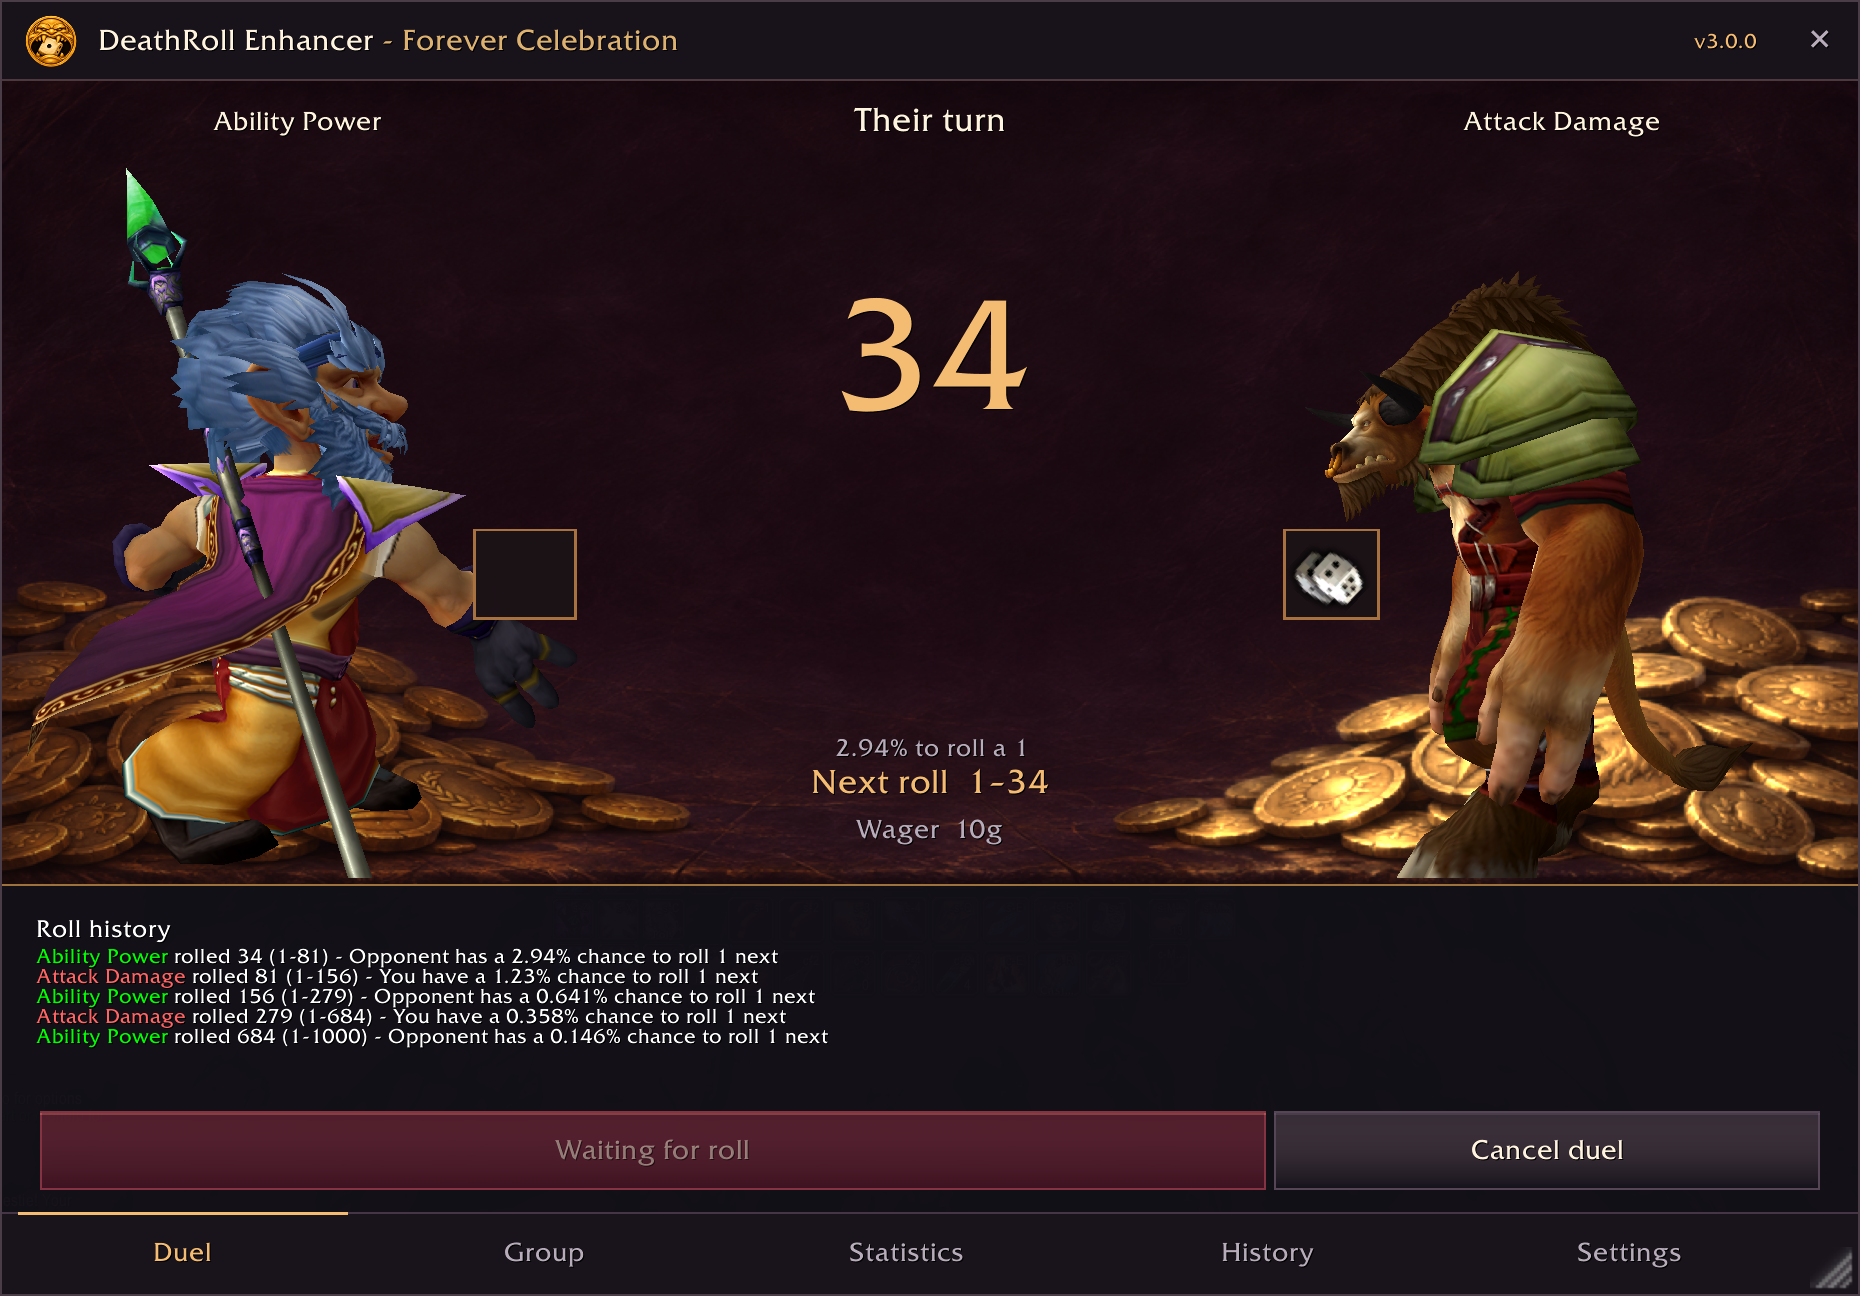 DeathRoll Enhancer - Forever Celebration
v3.0.0
Ability Power
Their turn
Attack Damage
34
2.94% to roll a 1
Next roll 1-34
Wager 10g
Roll history
Ability Power rolled 34 (1-81) - Opponent has a 2.94% chance to roll 1 next
Attack Damage rolled 81 (1-156) - You have a 1.23% chance to roll 1 next
Ability Power rolled 156 (1-279) - Opponent has a 0.641% chance to roll 1 next
Attack Damage rolled 279 (1-684) - You have a 0.358% chance to roll 1 next
Ability Power rolled 684 (1-1000) - Opponent has a 0.146% chance to roll 1 next
Waiting for roll
Cancel duel
Duel
Group
Statistics
History
Settings